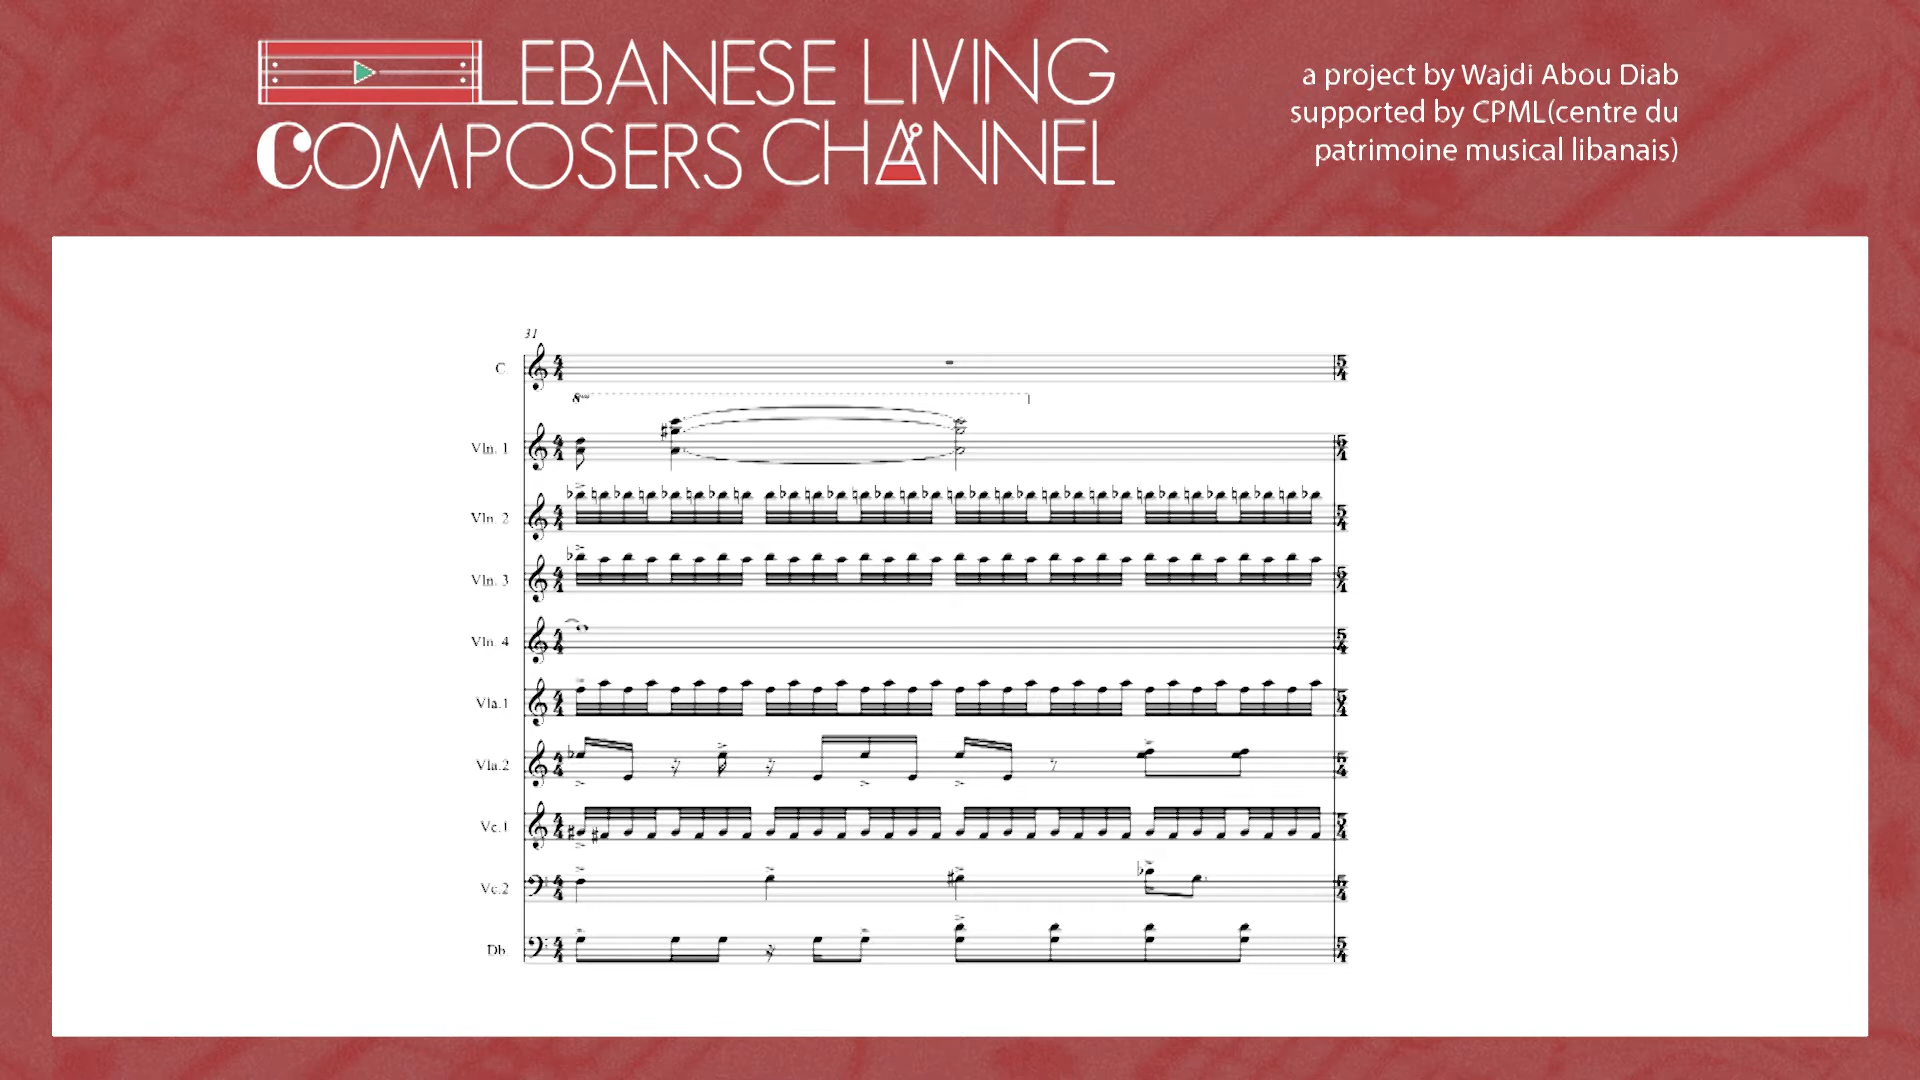 LEBANESE LIVING
COMPOSERS CHANNEL
a project by Wajdi Abou Diab
supported by CPML(centre du
patrimoine musical libanais)
31
C.
8va
Vln. 1
Vln. 2
Vln. 3
Vln. 4
Vla.1
Vla.2
Vc.1
Vc.2
Db.